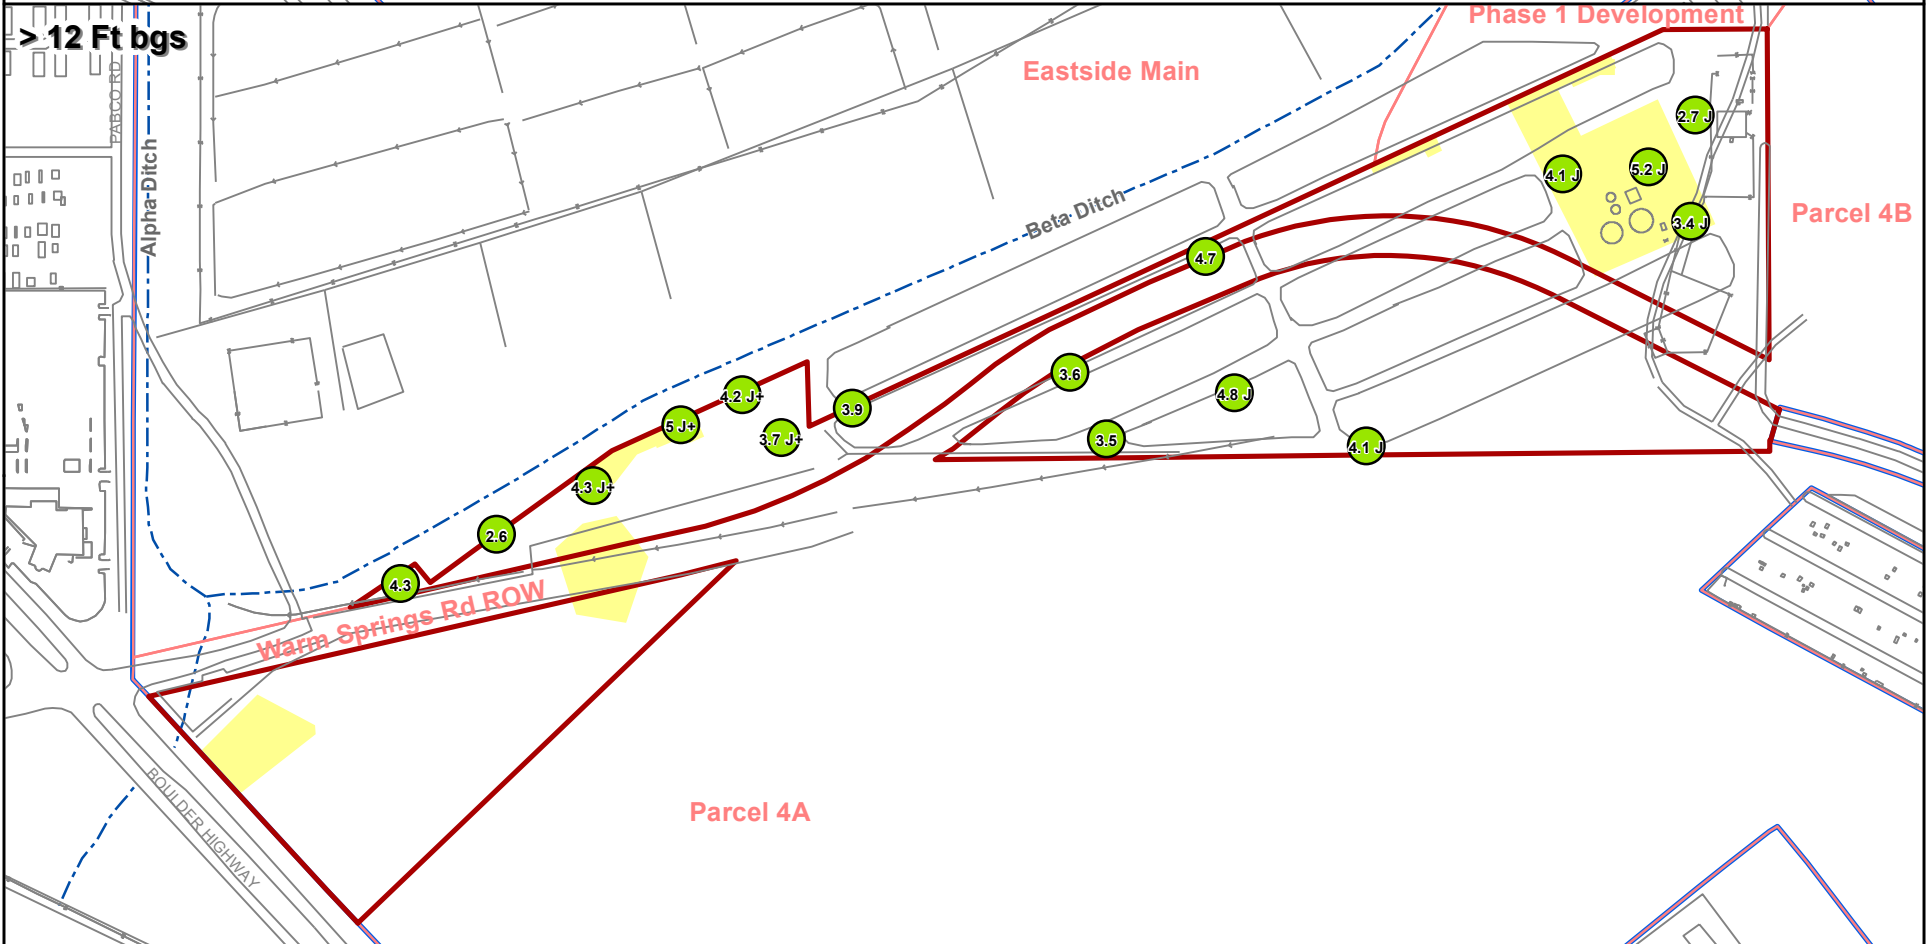 > 12 Ft bgs
Phase 1 Development
Eastside Main
PABCO RD
Alpha Ditch
Beta Ditch
Parcel 4B
2.7 J
4.1 J
5.2 J
3.4 J
4.7
3.6
4.8 J
4.2 J+
3.9
5 J+
3.7 J+
3.5
4.1 J
4.3 J+
2.6
4.3
Warm Springs Rd ROW
Parcel 4A
BOULDER HIGHWAY